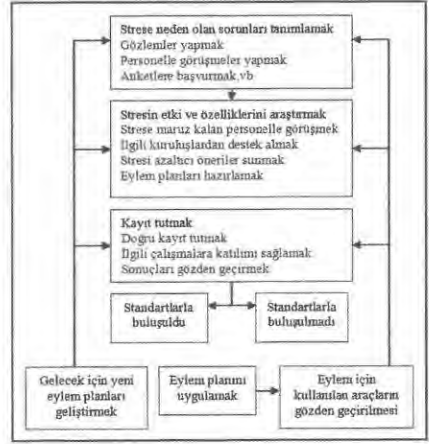 Strese neden olan sorunları tanımlamak
Gözlemler yapmak
Personelle görüşmeler yapmak
Anketlere başvurmak,vb
Stresin etki ve özelliklerini araştırmak
Strese maruz kalan personelle görüşmek
İlgili kuruluşlardan destek almak
Stresi azaltıcı öneriler sunmak
Eylem planları hazırlamak
Kayıt tutmak
Doğru kayıt tutmak
İlgili çalışmalara katılımı sağlamak
Sonuçları gözden geçirmek
Standartlarla
buluşuldu
Standartlarla
buluşulmadı
Gelecek için yeni
eylem planları
geliştirmek
Eylem planını
uygulamak
Eylem için
kullanılan araçların
gözden geçirilmesi